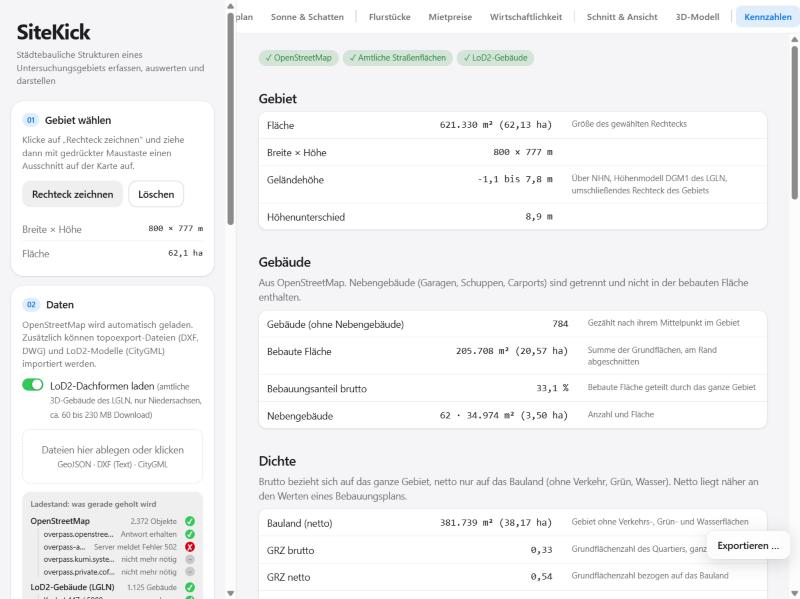 SiteKick
Städtebauliche Strukturen eines
Untersuchungsgebiets erfassen, auswerten und
darstellen
01 Gebiet wählen
Klicke auf „Rechteck zeichnen" und ziehe
dann mit gedrückter Maustaste einen
Ausschnitt auf der Karte auf.
Rechteck zeichnen Löschen
Breite × Höhe 800 × 777 m
Fläche 62,1 ha
02 Daten
OpenStreetMap wird automatisch geladen.
Zusätzlich können topoexport-Dateien (DXF,
DWG) und LoD2-Modelle (CityGML)
importiert werden.
LoD2-Dachformen laden (amtliche
3D-Gebäude des LGLN, nur Niedersachsen,
ca. 60 bis 230 MB Download)
Dateien hier ablegen oder klicken
GeoJSON · DXF (Text) · CityGML
Ladestand: was gerade geholt wird
OpenStreetMap 2.372 Objekte
overpass.openstree... Antwort erhalten
overpass-a... Server meldet Fehler 502
overpass.kumi.syste... nicht mehr nötig
overpass.private.cof... nicht mehr nötig
LoD2-Gebäude (LGLN) 1.125 Gebäude
plan Sonne & Schatten Flurstücke Mietpreise Wirtschaftlichkeit Schnitt & Ansicht 3D-Modell Kennzahlen
✓ OpenStreetMap ✓ Amtliche Straßenflächen ✓ LoD2-Gebäude
Gebiet
Fläche 621.330 m² (62,13 ha) Größe des gewählten Rechtecks
Breite × Höhe 800 × 777 m
Geländehöhe -1,1 bis 7,8 m Über NHN, Höhenmodell DGM1 des LGLN,
umschließendes Rechteck des Gebiets
Höhenunterschied 8,9 m
Gebäude
Aus OpenStreetMap. Nebengebäude (Garagen, Schuppen, Carports) sind getrennt und nicht in der bebauten Fläche
enthalten.
Gebäude (ohne Nebengebäude) 784 Gezählt nach ihrem Mittelpunkt im Gebiet
Bebaute Fläche 205.708 m² (20,57 ha) Summe der Grundflächen, am Rand
abgeschnitten
Bebauungsanteil brutto 33,1 % Bebaute Fläche geteilt durch das ganze Gebiet
Nebengebäude 62 · 34.974 m² (3,50 ha) Anzahl und Fläche
Dichte
Brutto bezieht sich auf das ganze Gebiet, netto nur auf das Bauland (ohne Verkehr, Grün, Wasser). Netto liegt näher an
den Werten eines Bebauungsplans.
Bauland (netto) 381.739 m² (38,17 ha) Gebiet ohne Verkehrs-, Grün- und Wasserflächen
GRZ brutto 0,33 Grundflächenzahl des Quartiers, ganz
GRZ netto 0,54 Grundflächenzahl bezogen auf das Bauland
Exportieren ...